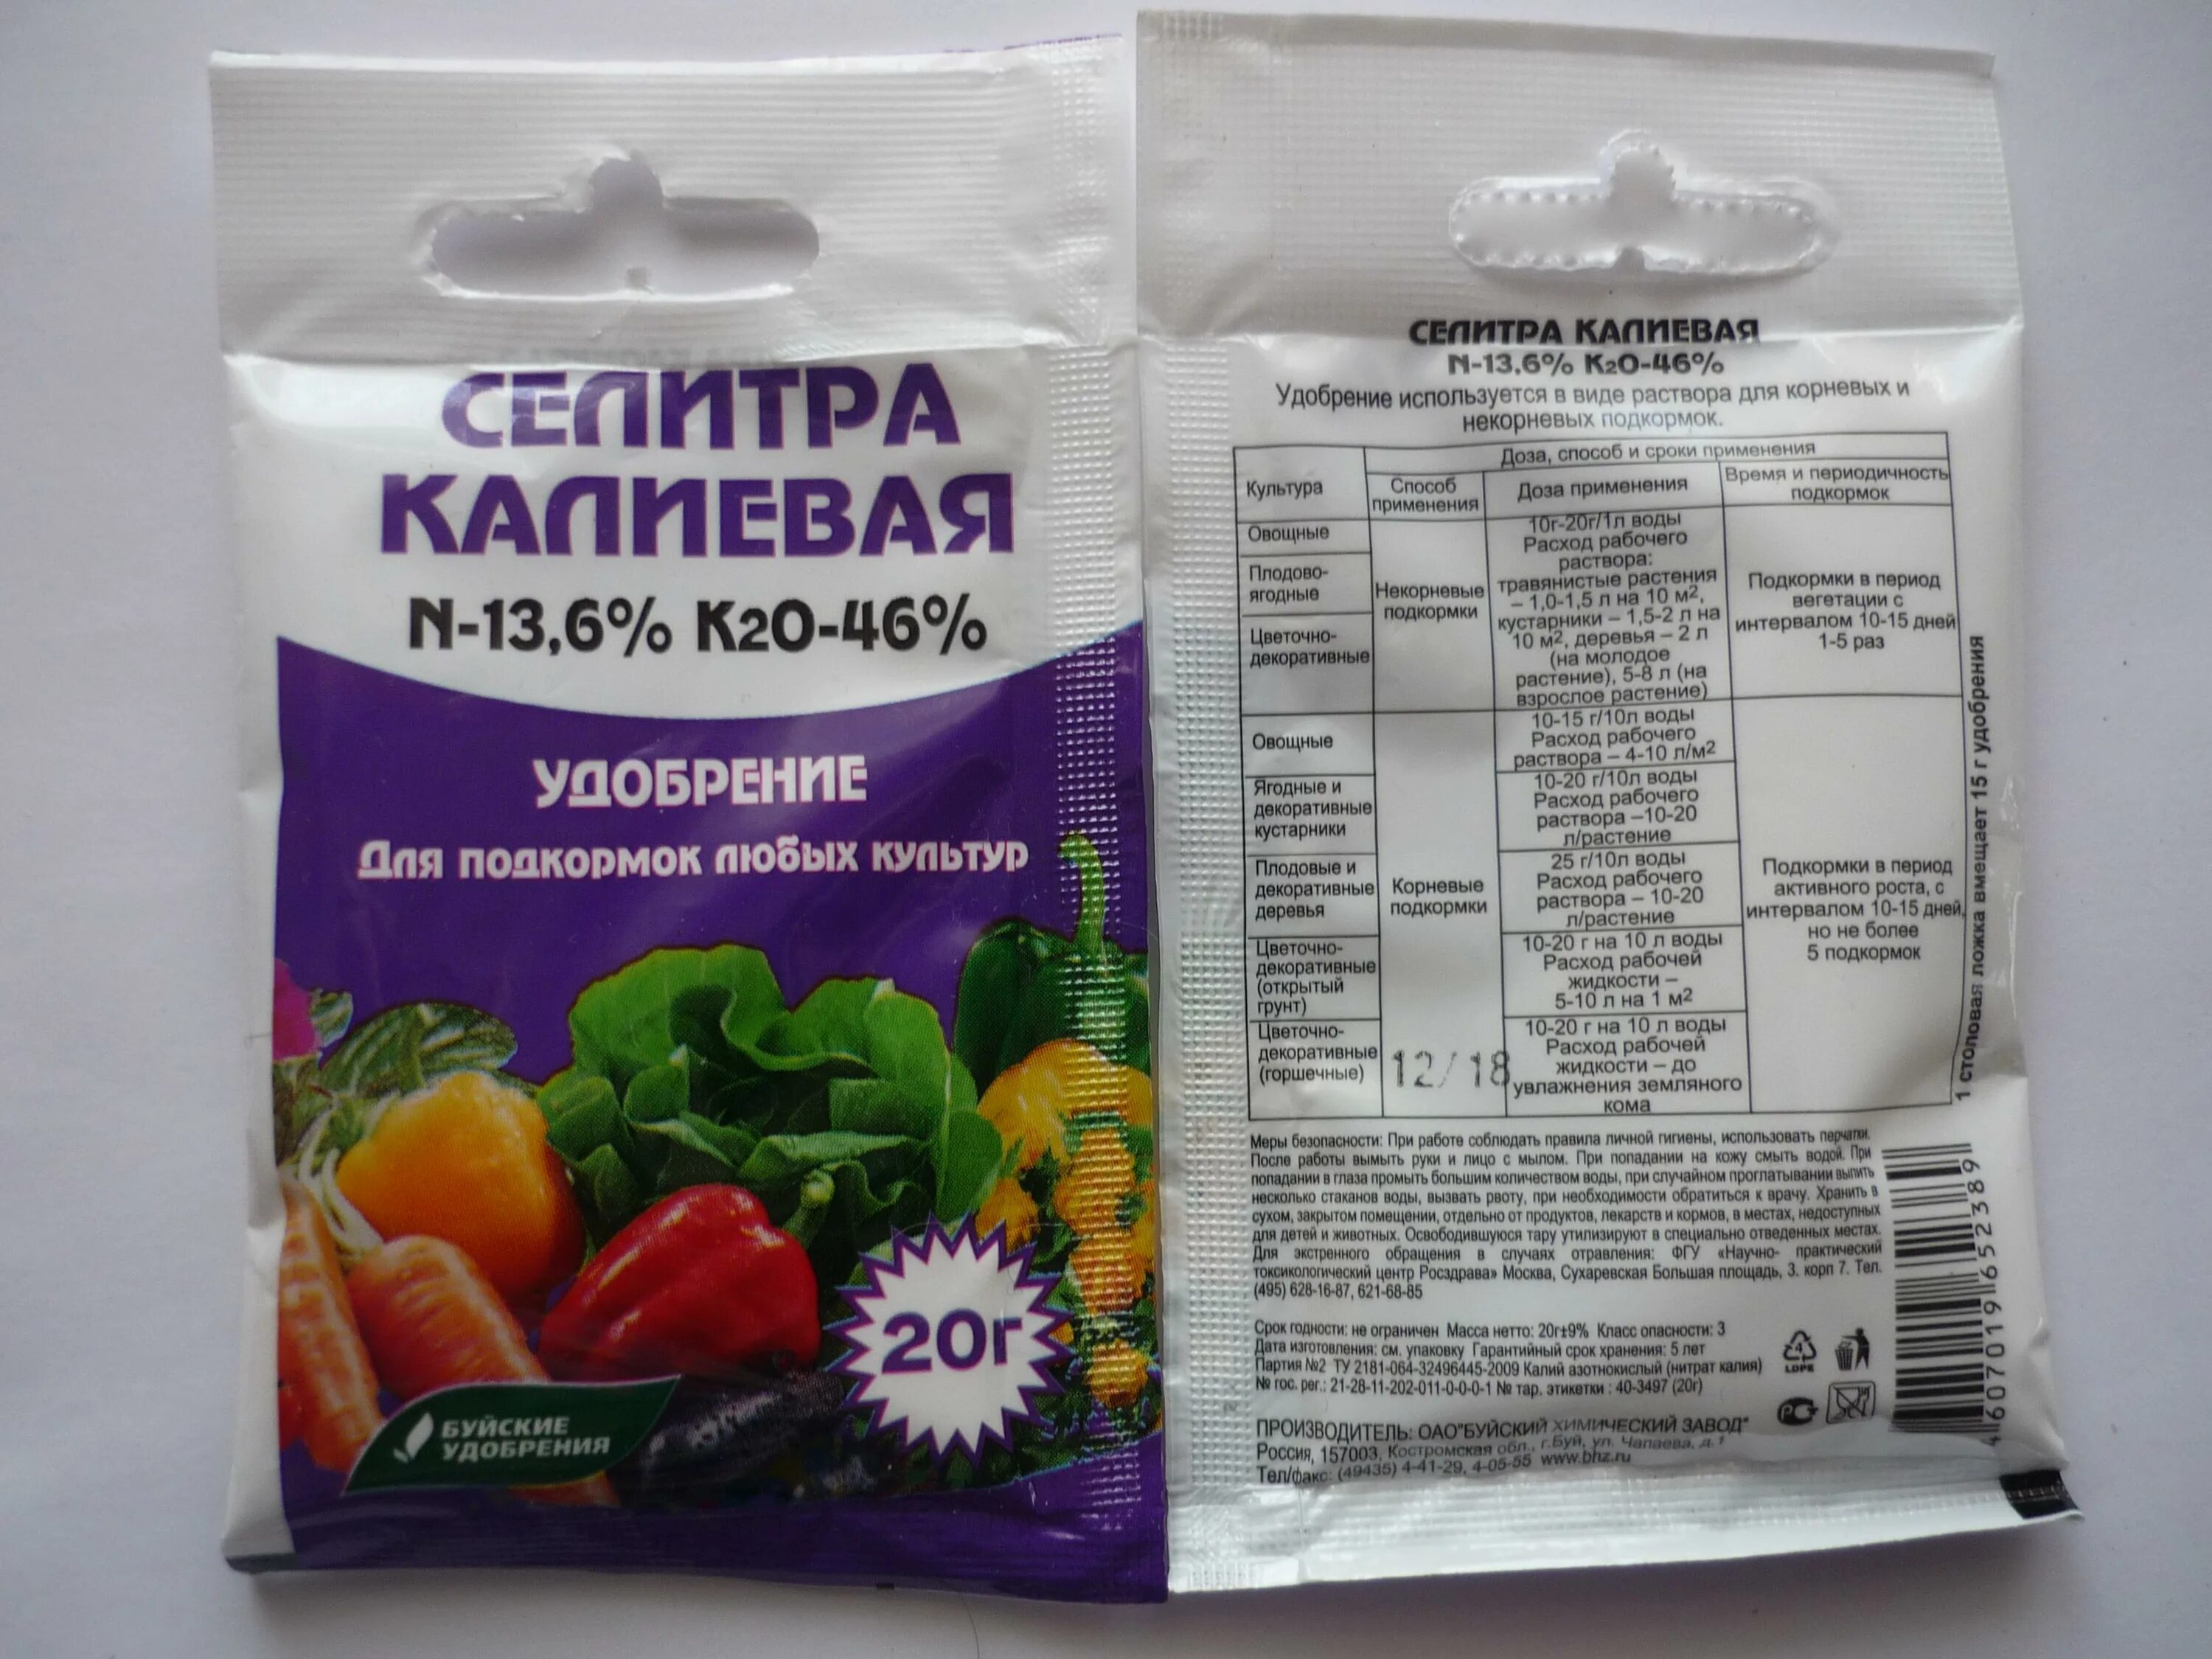 СЕЛИТРА
КАЛИЕВАЯ
N-13,6% K2O-46%
УДОБРЕНИЕ
Для подкормок любых культур
20г
БУЙСКИЕ
УДОБРЕНИЯ
СЕЛИТРА КАЛИЕВАЯ
N-13,6% K2O-46%
Удобрение используется в виде раствора для корневых и
некорневых подкормок.
Доза, способ и сроки применения
Культура
Способ
применения
Доза применения
Время и периодичность
подкормок
Овощные
Плодово-
ягодные
Цветочно-
декоративные
Некорневые
подкормки
10г-20г/1л воды
Расход рабочего
раствора:
травянистые растения
– 1,0-1,5 л на 10 м2,
кустарники – 1,5-2 л на
10 м2, деревья – 2 л
(на молодое
растение), 5-8 л (на
взрослое растение)
Подкормки в период
вегетации с
интервалом 10-15 дней
1-5 раз
Овощные
10-15 г/10л воды
Расход рабочего
раствора – 4-10 л/м2
Ягодные и
декоративные
кустарники
10-20 г/10л воды
Расход рабочего
раствора –10-20
л/растение
Плодовые и
декоративные
деревья
Корневые
подкормки
25 г/10л воды
Расход рабочего
раствора – 10-20
л/растение
Подкормки в период
активного роста, с
интервалом 10-15 дней,
но не более
5 подкормок
Цветочно-
декоративные
(открытый
грунт)
10-20 г на 10 л воды
Расход рабочей
жидкости –
5-10 л на 1 м2
Цветочно-
декоративные
(горшечные)
12/18
10-20 г на 10 л воды
Расход рабочей
жидкости – до
увлажнения земляного
кома
1 столовая ложка вмещает 15 г удобрения
Меры безопасности: При работе соблюдать правила личной гигиены, использовать перчатки.
После работы вымыть руки и лицо с мылом. При попадании на кожу смыть водой. При
попадании в глаза промыть большим количеством воды, при случайном проглатывании выпить
несколько стаканов воды, вызвать рвоту, при необходимости обратиться к врачу. Хранить в
сухом, закрытом помещении, отдельно от продуктов, лекарств и кормов, в местах, недоступных
для детей и животных. Освободившуюся тару утилизируют в специально отведенных местах.
Для экстренного обращения в случаях отравления: ФГУ «Научно- практический
токсикологический центр Росздрава» Москва, Сухаревская Большая площадь, 3. корп 7. Тел.
(495) 628-16-87, 621-68-85
Срок годности: не ограничен Масса нетто: 20г±9% Класс опасности: 3
Дата изготовления: см. упаковку Гарантийный срок хранения: 5 лет
Партия №2 ТУ 2181-064-32496445-2009 Калий азотнокислый (нитрат калия)
№ гос. рег.: 21-28-11-202-011-0-0-0-1 № тар. этикетки : 40-3497 (20г)
4
LDPE
РС
ПРОИЗВОДИТЕЛЬ: ОАО"БУЙСКИЙ ХИМИЧЕСКИЙ ЗАВОД"
Россия, 157003, Костромская обл., г.Буй, ул. Чапаева, д.1
Тел/факс: (49435) 4-41-29, 4-05-55 www.bhz.ru
4 607019 652389